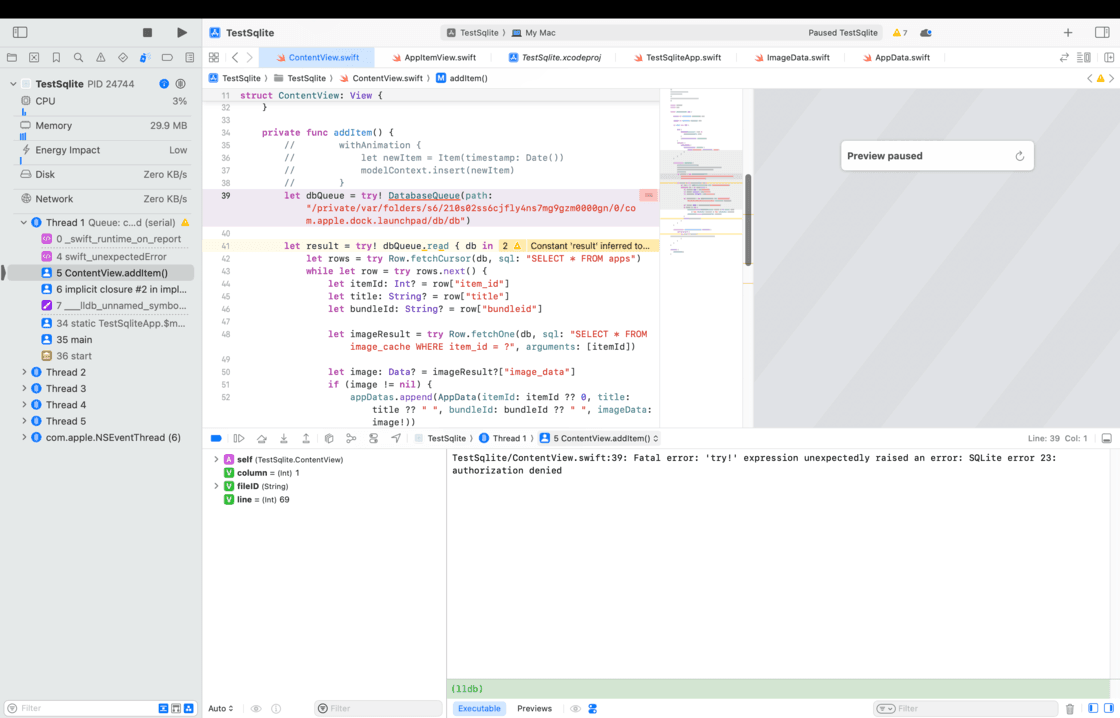 TestSqlite
TestSqlite 〉 My Mac
Paused TestSqlite
7
ContentView.swift
AppItemView.swift
TestSqlite.xcodeproj
TestSqliteApp.swift
ImageData.swift
AppData.swift
TestSqlite 〉 TestSqlite 〉 ContentView.swift 〉 M addItem()
TestSqlite PID 24744
CPU 3%
Memory 29.9 MB
Energy Impact Low
Disk Zero KB/s
Network Zero KB/s
Thread 1 Queue: c...d (serial)
0 _swift_runtime_on_report
4 swift_unexpectedError
5 ContentView.addItem()
6 implicit closure #2 in impl...
7 ___lldb_unnamed_symbo...
34 static TestSqliteApp.$m...
35 main
36 start
Thread 2
Thread 3
Thread 4
Thread 5
com.apple.NSEventThread (6)
Filter
11 struct ContentView: View {
32 }
33
34 private func addItem() {
35 // withAnimation {
36 // let newItem = Item(timestamp: Date())
37 // modelContext.insert(newItem)
38 // }
39 let dbQueue = try! DatabaseQueue(path:
"/private/var/folders/s6/210s02ss6cjfly4ns7mg9gzm0000gn/0/co
m.apple.dock.launchpad/db/db")
40
41 let result = try! dbQueue.read { db in 2 Constant 'result' inferred to...
42 let rows = try Row.fetchCursor(db, sql: "SELECT * FROM apps")
43 while let row = try rows.next() {
44 let itemId: Int? = row["item_id"]
45 let title: String? = row["title"]
46 let bundleId: String? = row["bundleid"]
47
48 let imageResult = try Row.fetchOne(db, sql: "SELECT * FROM
image_cache WHERE item_id = ?", arguments: [itemId])
49
50 let image: Data? = imageResult?["image_data"]
51 if (image != nil) {
52 appDatas.append(AppData(itemId: itemId ?? 0, title:
title ?? " ", bundleId: bundleId ?? " ", imageData:
image!))
Preview paused
TestSqlite 〉 Thread 1 〉 5 ContentView.addItem()
Line: 39 Col: 1
A self (TestSqlite.ContentView)
V column = (Int) 1
V fileID (String)
V line = (Int) 69
TestSqlite/ContentView.swift:39: Fatal error: 'try!' expression unexpectedly raised an error: SQLite error 23:
authorization denied
(lldb)
Auto
Filter
Executable
Previews
Filter